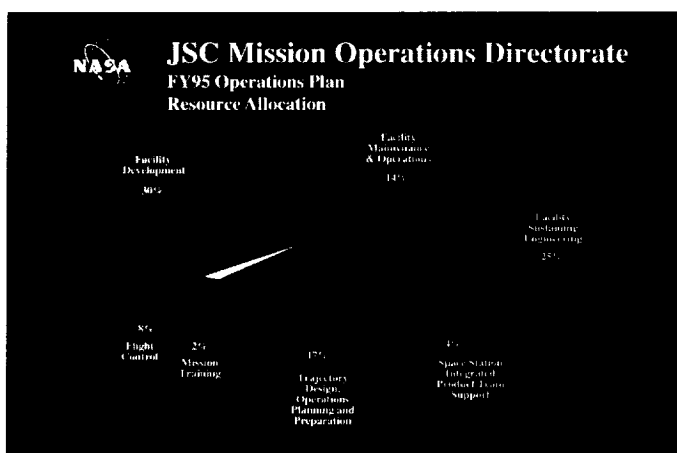 NASA
JSC Mission Operations Directorate
FY95 Operations Plan
Resource Allocation
Facility
Maintenance
& Operations
14%
Facility
Development
30%
Facility
Sustaining
Engineering
25%
8%
Flight
Control
2%
Mission
Training
17%
Trajectory
Design,
Operations
Planning and
Preparation
4%
Space Station
Integrated
Product Team
Support